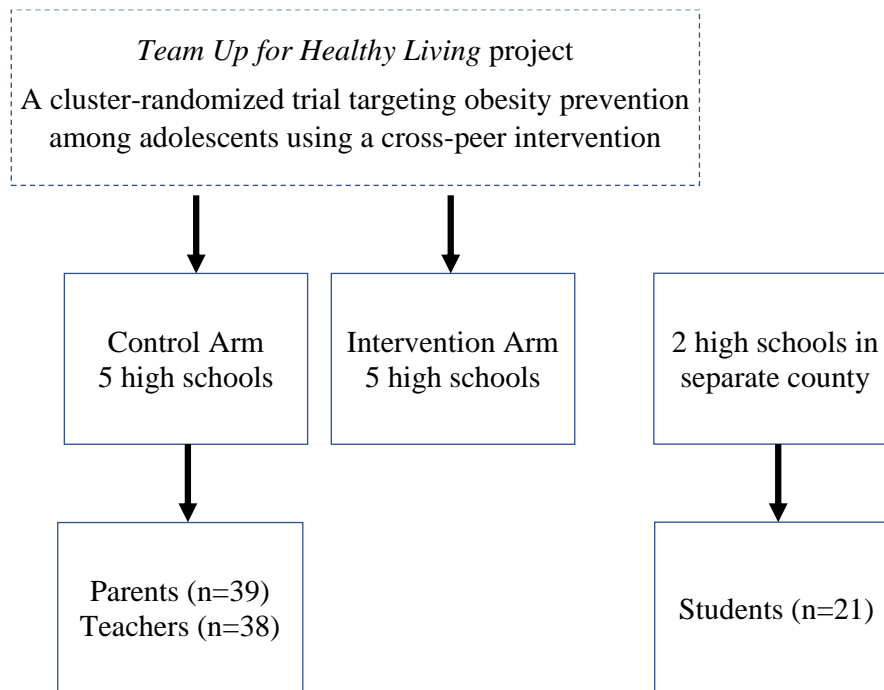 Team Up for Healthy Living project
A cluster-randomized trial targeting obesity prevention
among adolescents using a cross-peer intervention
Control Arm
5 high schools
Intervention Arm
5 high schools
2 high schools in
separate county
Parents (n=39)
Teachers (n=38)
Students (n=21)